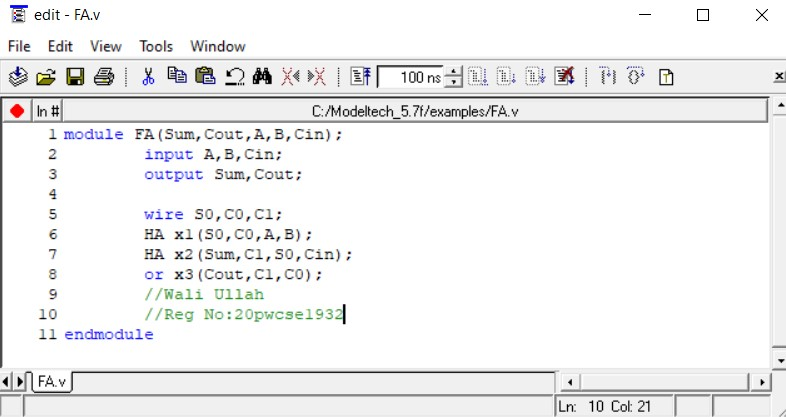 edit - FA.v
File Edit View Tools Window
100 ns
ln # C:/Modeltech_5.7f/examples/FA.v
1 module FA(Sum,Cout,A,B,Cin);
2 input A,B,Cin;
3 output Sum,Cout;
4
5 wire S0,C0,C1;
6 HA x1(S0,C0,A,B);
7 HA x2(Sum,C1,S0,Cin);
8 or x3(Cout,C1,C0);
9 //Wali Ullah
10 //Reg No:20pwcse1932
11 endmodule
FA.v
Ln: 10 Col: 21